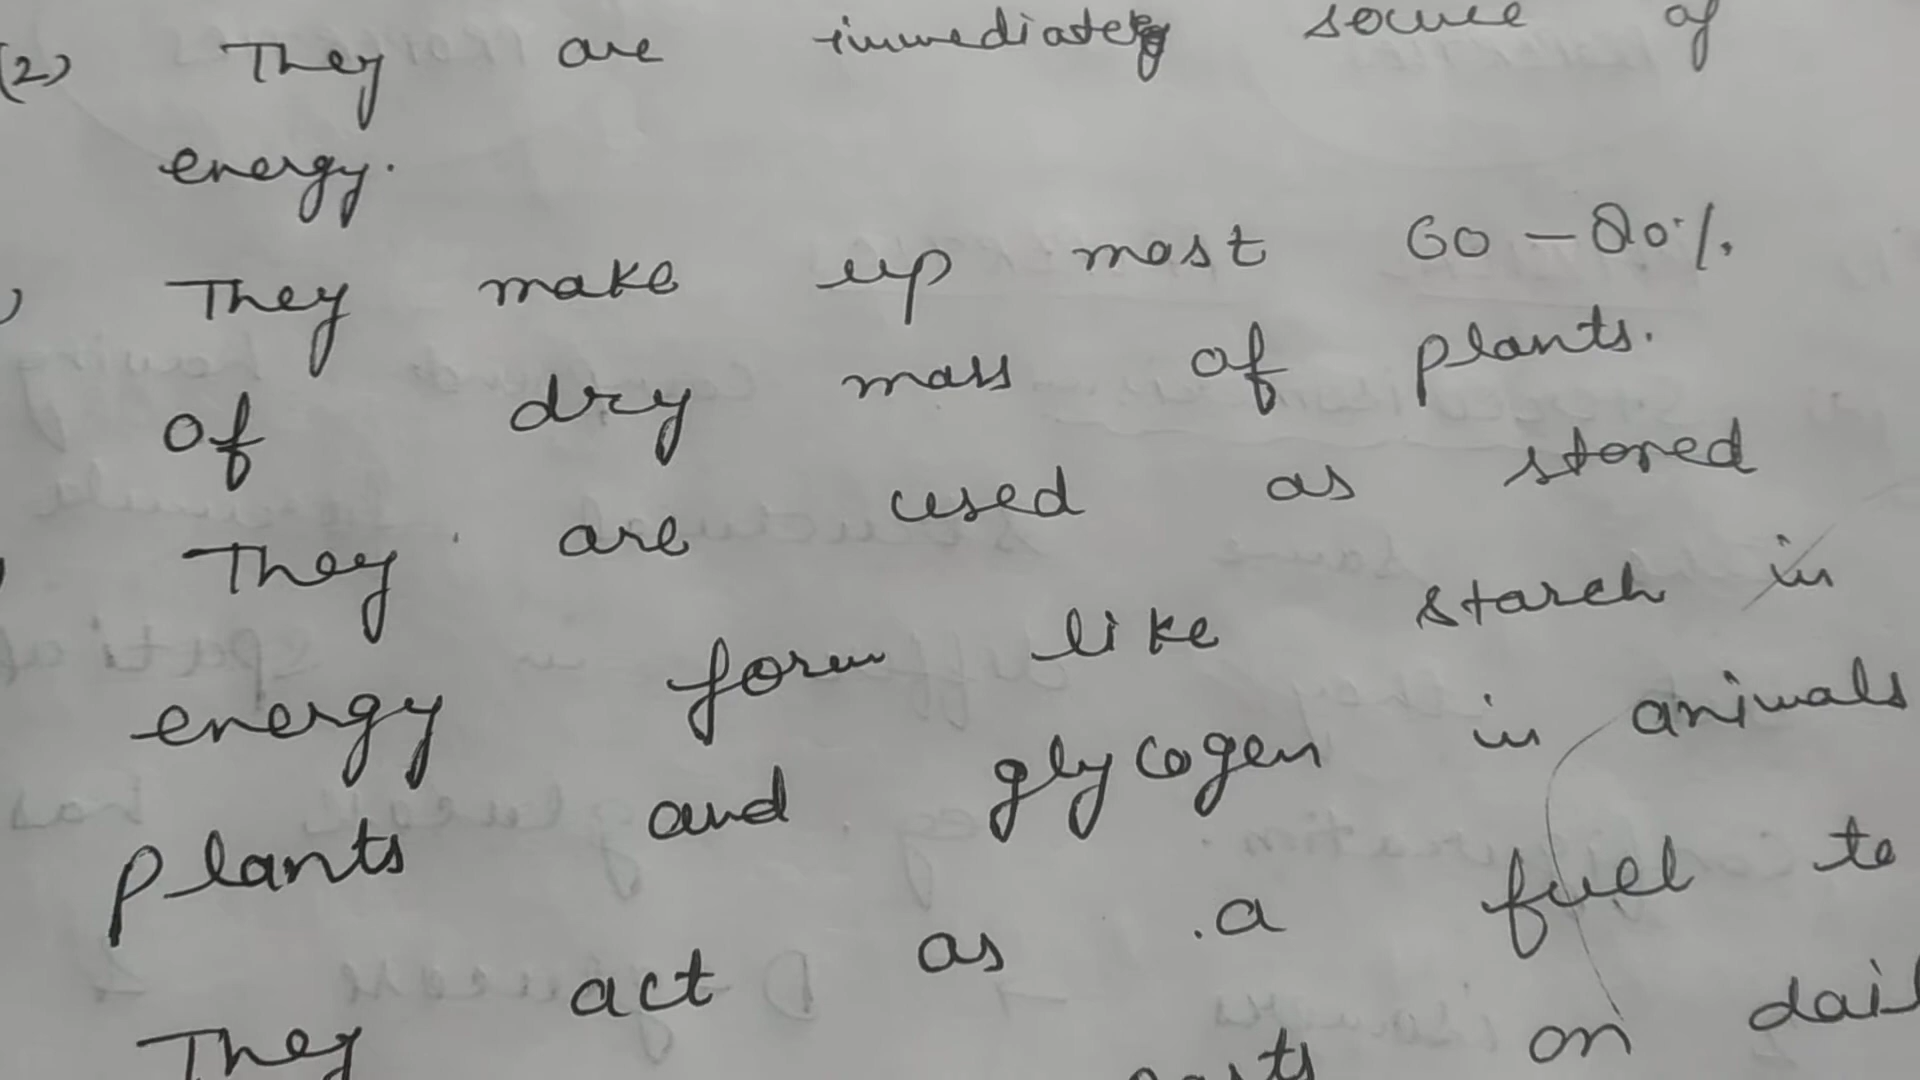 (2) They are immediately source of
energy.
) They make up most 60-80%.
of dry mass of plants.
They are used as stored
energy form like starch in
plants and glycogen in animals
They act as a fuel to
on